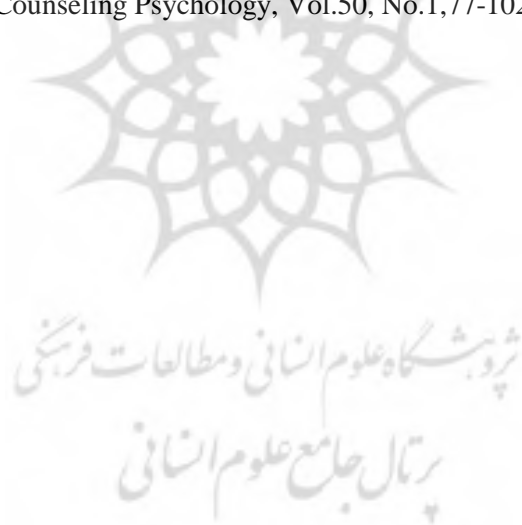 Counseling Psychology, Vol.50, No.1,77-102
پژوهشگاه علوم انسانی و مطالعات فرهنگی
پرتال جامع علوم انسانی